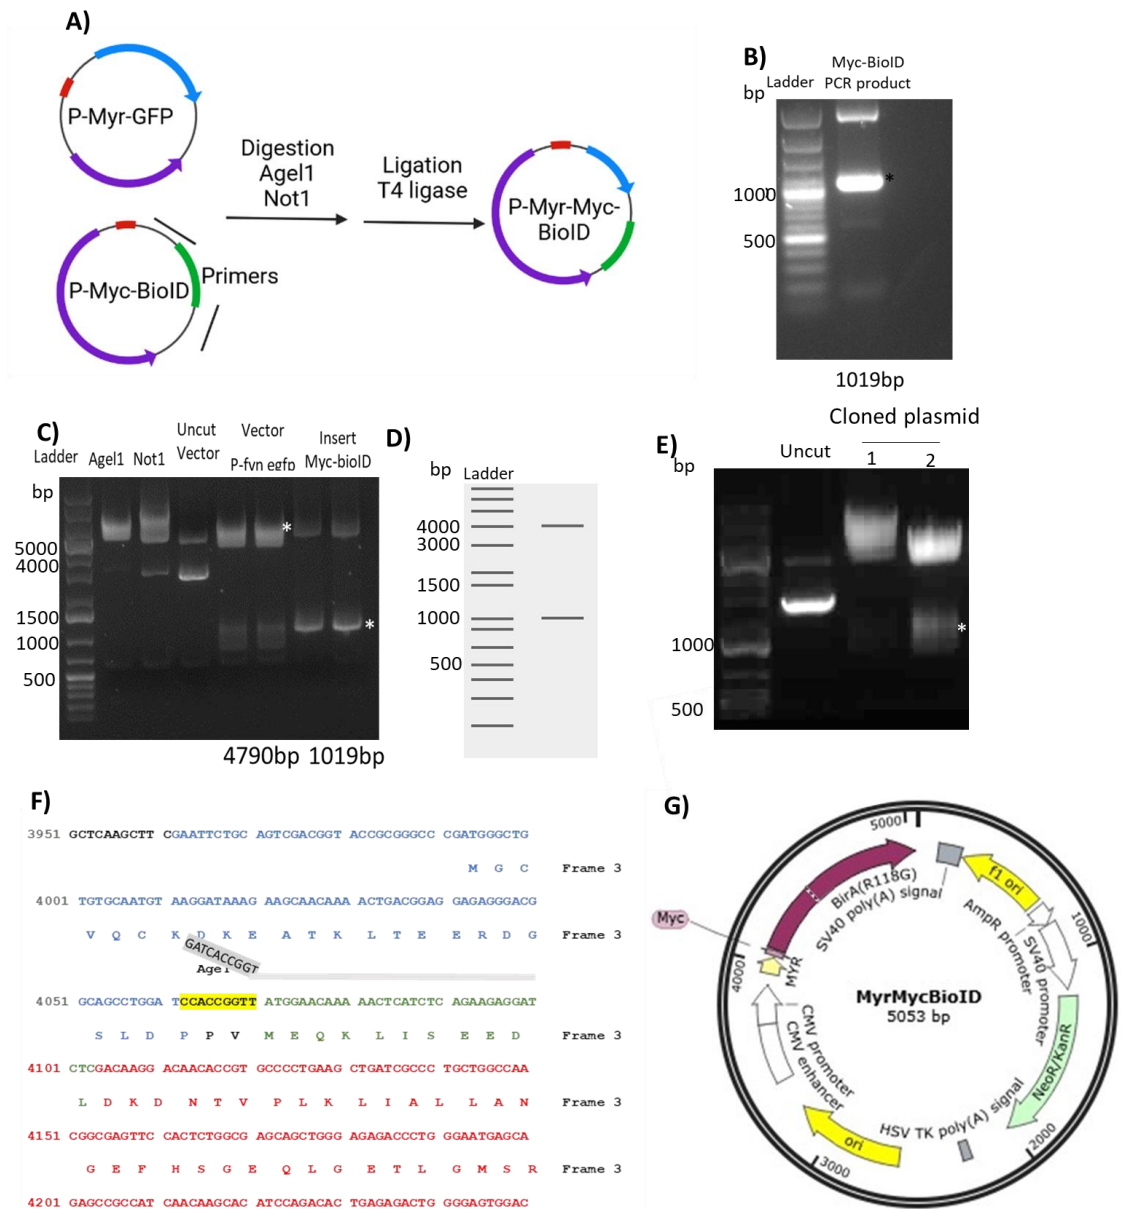 A)
P-Myr-GFP
P-Myc-BioID
Primers
Digestion
Agel1
Not1
Ligation
T4 ligase
P-Myr-Myc-
BioID
B)
Myc-BioID
Ladder PCR product
bp
1000
500
1019bp
C)
Ladder Agel1 Not1
Uncut
Vector
Vector
P-fyn egfp
Insert
Myc-bioID
bp
5000
4000
1500
1000
500
*
*
4790bp 1019bp
D)
bp
Ladder
4000
3000
1500
1000
500
E)
Cloned plasmid
bp
Uncut
1
2
1000
500
*
F)
3951 GCTCAAGCTT CGAATTCTGC AGTCGACGGT ACCGCGGGCC CGATGGGCTG
M G C Frame 3
4001 TGTGCAATGT AAGGATAAAG AAGCAACAAA ACTGACGGAG GAGAGGGACG
V Q C K D K E A T K L T E E R D G Frame 3
GATCACCGGT
AgeI
4051 GCAGCCTGGA TCCACCGGTT ATGGAACAAA AACTCATCTC AGAAGAGGAT
S L D P P V M E Q K L I S E E D Frame 3
4101 CTCGACAAGG ACAACACCGT GCCCCTGAAG CTGATCGCCC TGCTGGCCAA
L D K D N T V P L K L I A L L A N Frame 3
4151 CGGCGAGTTC CACTCTGGCG AGCAGCTGGG AGAGACCCTG GGAATGAGCA
G E F H S G E Q L G E T L G M S R Frame 3
4201 GAGCCGCCAT CAACAAGCAC ATCCAGACAC TGAGAGACTG GGGAGTGGAC
G)
5000
f1 ori
BirA(R118G)
SV40 poly(A) signal
AmpR promoter
SV40 promoter
1000
Myc
MYR
4000
MyrMycBioID
5053 bp
CMV promoter
CMV enhancer
NeoR/KanR
HSV TK poly(A) signal
ori
2000
3000